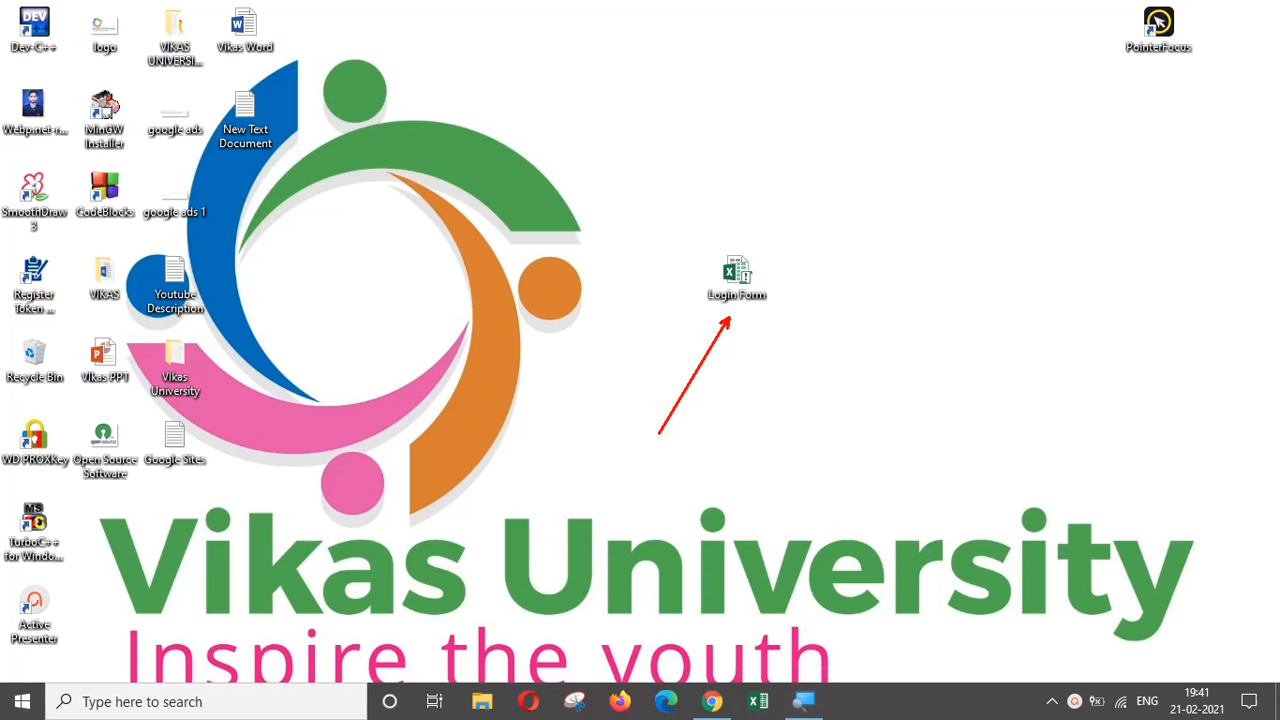 Dev-C++
logo
VIKAS
UNIVERSI...
Vikas Word
PointerFocus
Webp.net-r...
MinGW
Installer
google ads
New Text
Document
SmoothDraw
3
CodeBlocks
google ads 1
Register
Token ...
VIKAS
Youtube
Description
Login Form
Recycle Bin
Vikas PPT
Vikas
University
WD PROXKey
Open Source
Software
Google Sites
TurboC++
for Windo...
Active
Presenter
Vikas University
Inspire the youth
Type here to search
ENG
19:41
21-02-2021